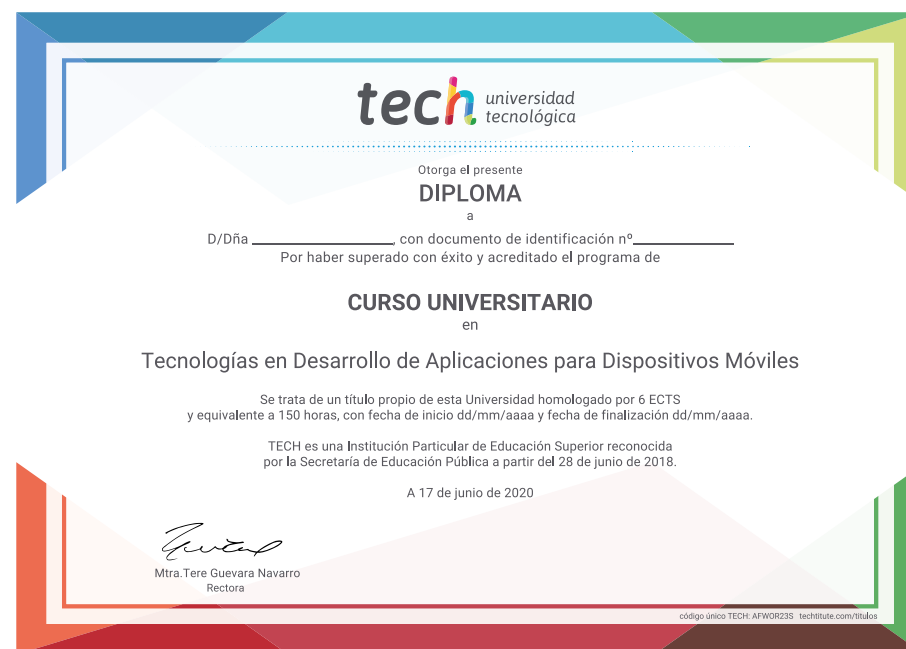 tech universidad
tecnológica
Otorga el presente
DIPLOMA
a
D/Dña ____________________, con documento de identificación nº______________
Por haber superado con éxito y acreditado el programa de
CURSO UNIVERSITARIO
en
Tecnologías en Desarrollo de Aplicaciones para Dispositivos Móviles
Se trata de un título propio de esta Universidad homologado por 6 ECTS
y equivalente a 150 horas, con fecha de inicio dd/mm/aaaa y fecha de finalización dd/mm/aaaa.
TECH es una Institución Particular de Educación Superior reconocida
por la Secretaría de Educación Pública a partir del 28 de junio de 2018.
A 17 de junio de 2020
Mtra.Tere Guevara Navarro
Rectora
código único TECH: AFWOR23S techtitute.com/titulos